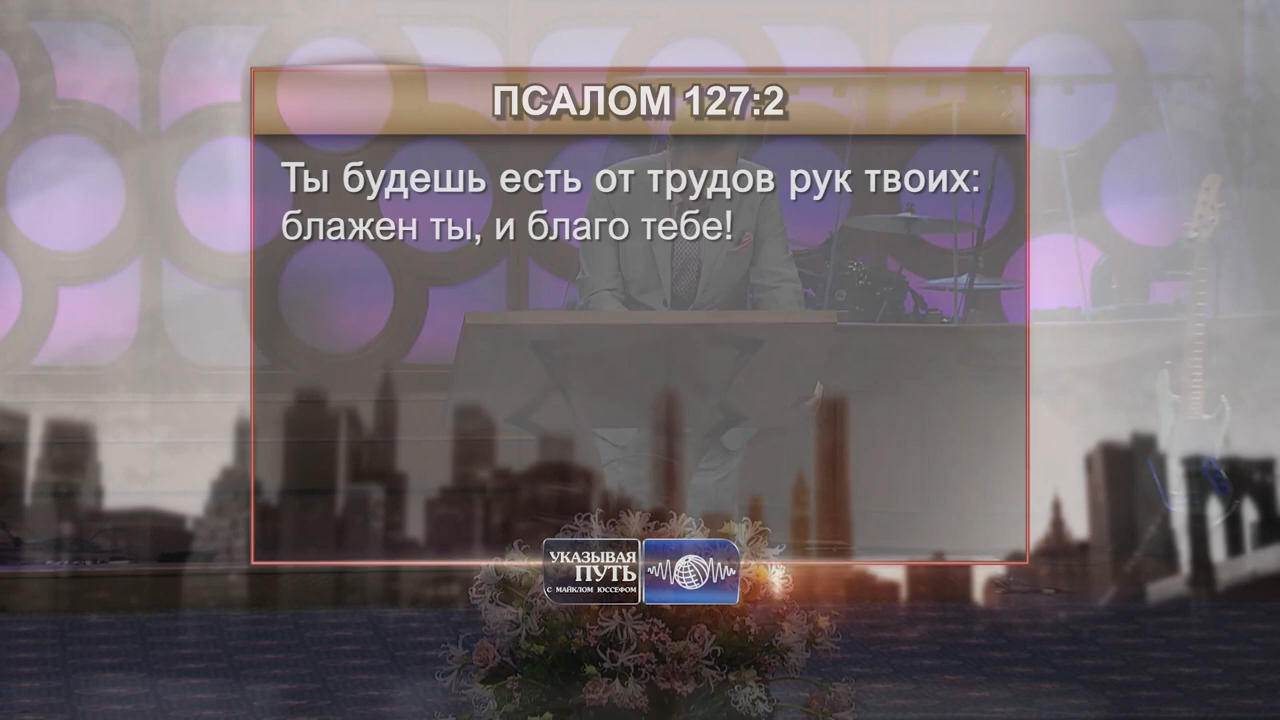 ПСАЛОМ 127:2
Ты будешь есть от трудов рук твоих:
блажен ты, и благо тебе!
УКАЗЫВАЯ
ПУТЬ
С МАЙКЛОМ ЮССЕФОМ